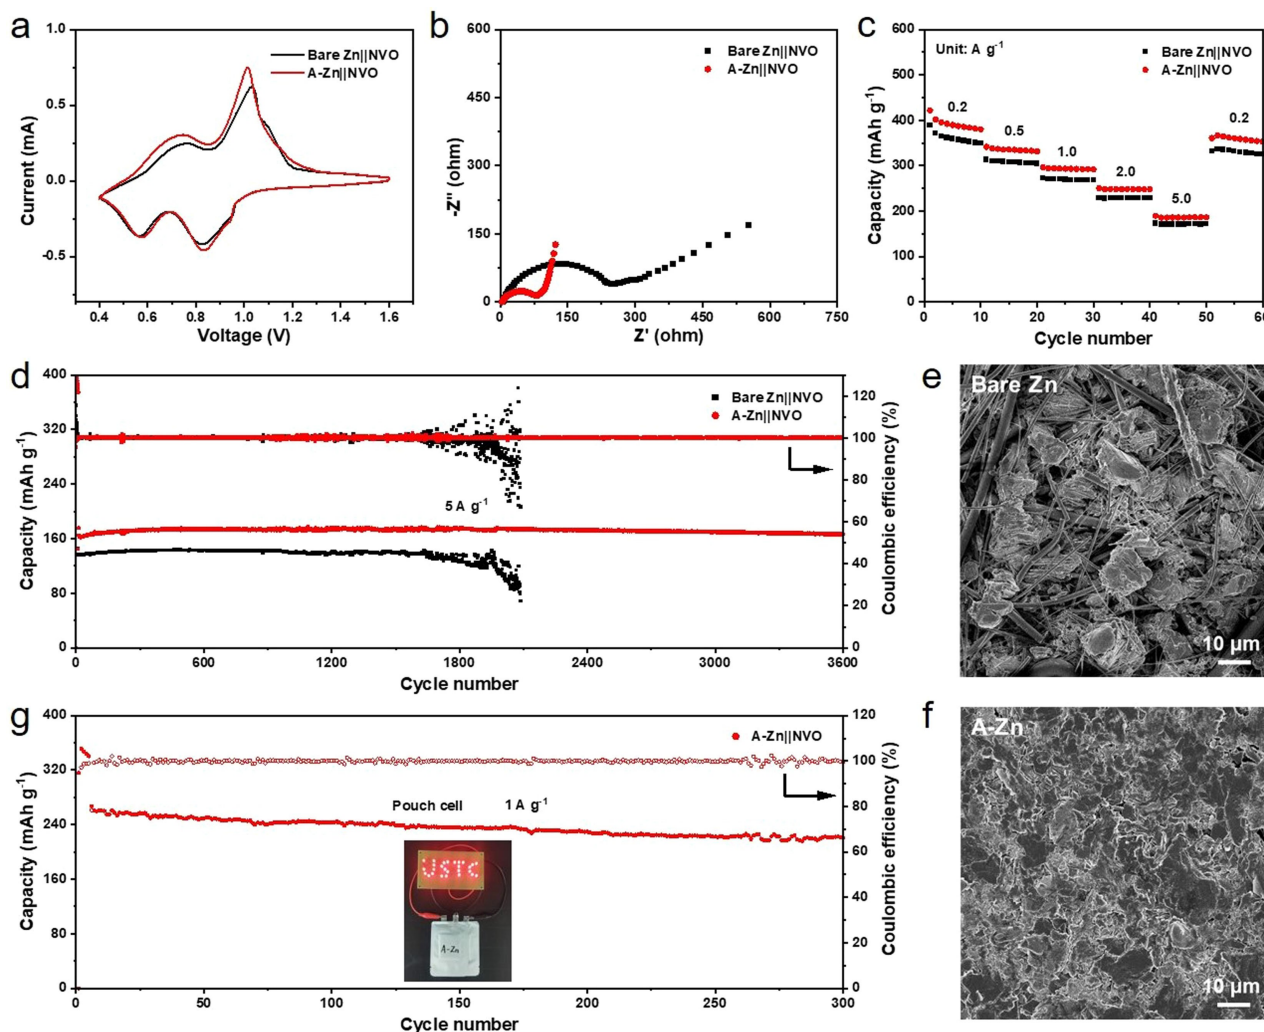 a
1.0
0.5
0.0
-0.5
Current (mA)
Bare Zn||NVO
A-Zn||NVO
0.4
0.6
0.8
1.0
1.2
1.4
1.6
Voltage (V)
b
600
450
300
150
0
-Z'' (ohm)
Bare Zn||NVO
A-Zn||NVO
0
150
300
450
600
750
Z' (ohm)
c
600
500
400
300
200
100
0
Capacity (mAh g⁻¹)
Unit: A g⁻¹
Bare Zn||NVO
A-Zn||NVO
0.2
0.5
1.0
2.0
5.0
0.2
0
10
20
30
40
50
60
Cycle number
d
400
320
240
160
80
0
Capacity (mAh g⁻¹)
Bare Zn||NVO
A-Zn||NVO
5 A g⁻¹
120
100
80
60
40
20
0
Coulombic efficiency (%)
0
600
1200
1800
2400
3000
3600
Cycle number
e
Bare Zn
10 µm
g
400
320
240
160
80
0
Capacity (mAh g⁻¹)
A-Zn||NVO
Pouch cell
1 A g⁻¹
USTC
A-Zn
120
100
80
60
40
20
0
Coulombic efficiency (%)
0
50
100
150
200
250
300
Cycle number
f
A-Zn
10 µm